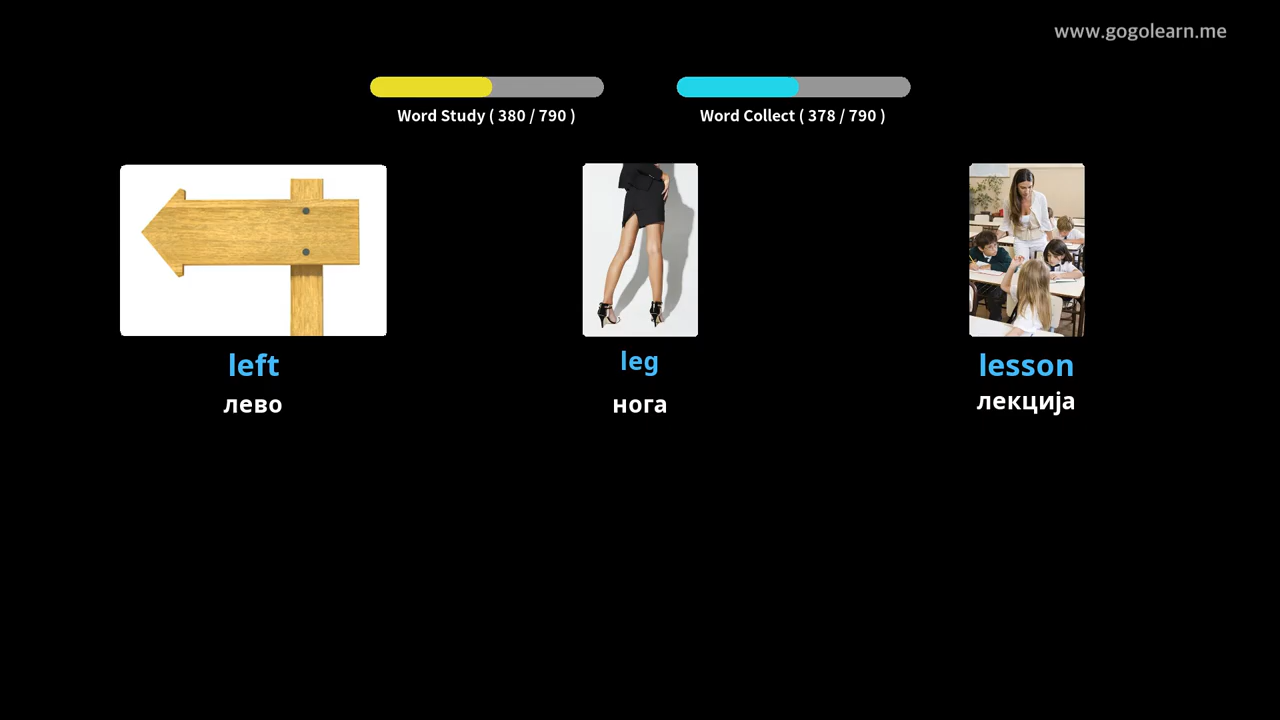 www.gogolearn.me
Word Study ( 380 / 790 )
Word Collect ( 378 / 790 )
left
leg
lesson
лево
нога
лекција